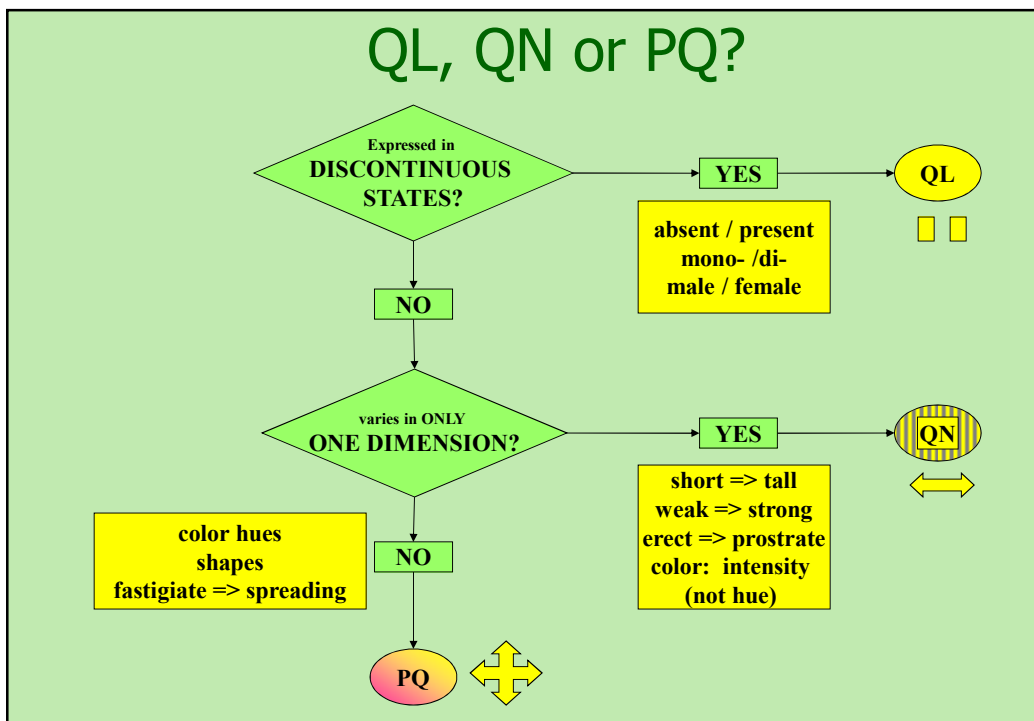 QL, QN or PQ?
Expressed in
DISCONTINUOUS
STATES?
YES
QL
absent / present
mono- /di-
male / female
NO
varies in ONLY
ONE DIMENSION?
YES
QN
short => tall
weak => strong
erect => prostrate
color: intensity
(not hue)
color hues
shapes
fastigiate => spreading
NO
PQ